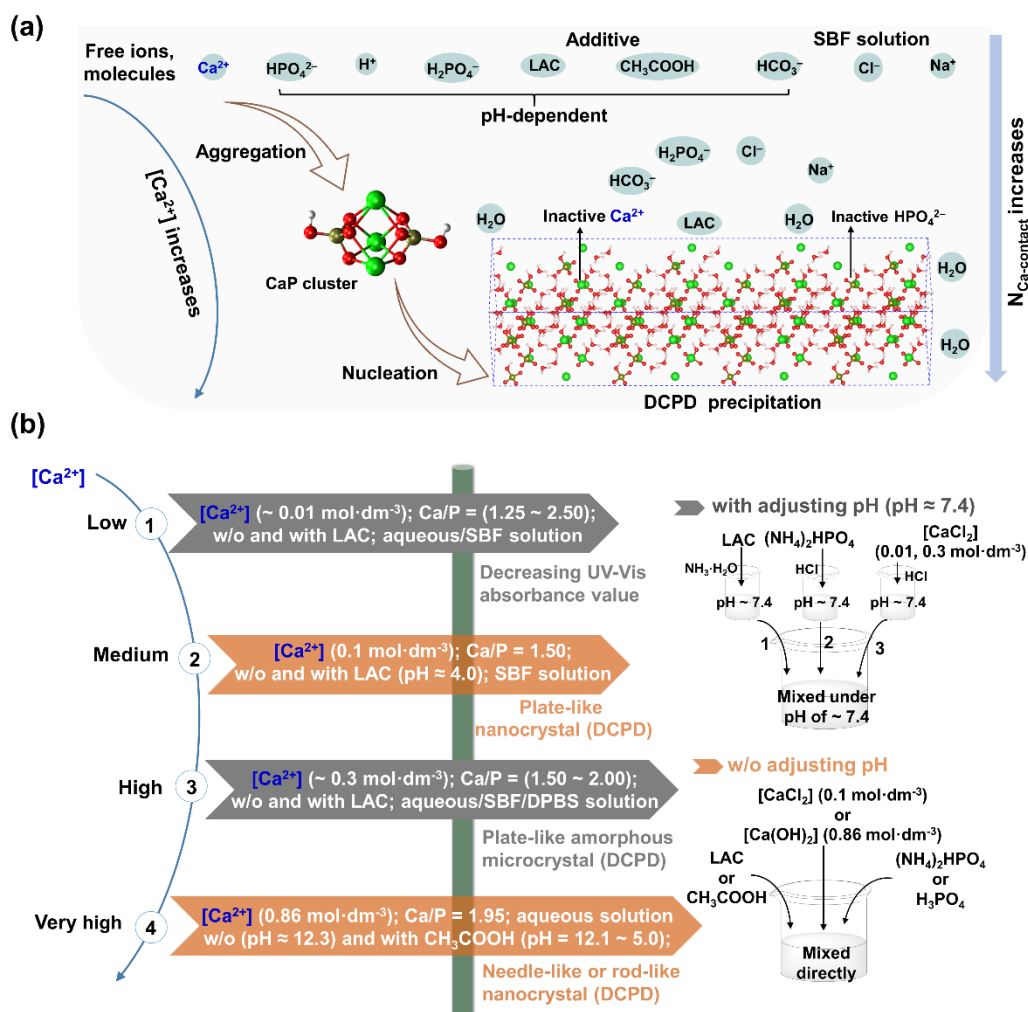 (a)
Free ions,
molecules
Ca²⁺
HPO₄²⁻
H⁺
H₂PO₄⁻
Additive
LAC
CH₃COOH
SBF solution
HCO₃⁻
Cl⁻
Na⁺
pH-dependent
Aggregation
[Ca²⁺] increases
CaP cluster
Nucleation
H₂PO₄⁻
Cl⁻
HCO₃⁻
Na⁺
H₂O
Inactive Ca²⁺
LAC
H₂O
Inactive HPO₄²⁻
H₂O
H₂O
DCPD precipitation
N_Ca-contact increases
(b)
[Ca²⁺]
Low
1
[Ca²⁺] (~ 0.01 mol·dm⁻³); Ca/P = (1.25 ~ 2.50);
w/o and with LAC; aqueous/SBF solution
Decreasing UV-Vis
absorbance value
Medium
2
[Ca²⁺] (0.1 mol·dm⁻³); Ca/P = 1.50;
w/o and with LAC (pH ≈ 4.0); SBF solution
Plate-like
nanocrystal (DCPD)
High
3
[Ca²⁺] (~ 0.3 mol·dm⁻³); Ca/P = (1.50 ~ 2.00);
w/o and with LAC; aqueous/SBF/DPBS solution
Plate-like amorphous
microcrystal (DCPD)
Very high
4
[Ca²⁺] (0.86 mol·dm⁻³); Ca/P = 1.95; aqueous solution
w/o (pH ≈ 12.3) and with CH₃COOH (pH = 12.1 ~ 5.0);
Needle-like or rod-like
nanocrystal (DCPD)
with adjusting pH (pH ≈ 7.4)
LAC
(NH₄)₂HPO₄
[CaCl₂]
(0.01, 0.3 mol·dm⁻³)
NH₃·H₂O
HCl
HCl
pH ~ 7.4
pH ~ 7.4
pH ~ 7.4
1
2
3
Mixed under
pH of ~ 7.4
w/o adjusting pH
[CaCl₂] (0.1 mol·dm⁻³)
or
[Ca(OH)₂] (0.86 mol·dm⁻³)
LAC
or
CH₃COOH
(NH₄)₂HPO₄
or
H₃PO₄
Mixed
directly